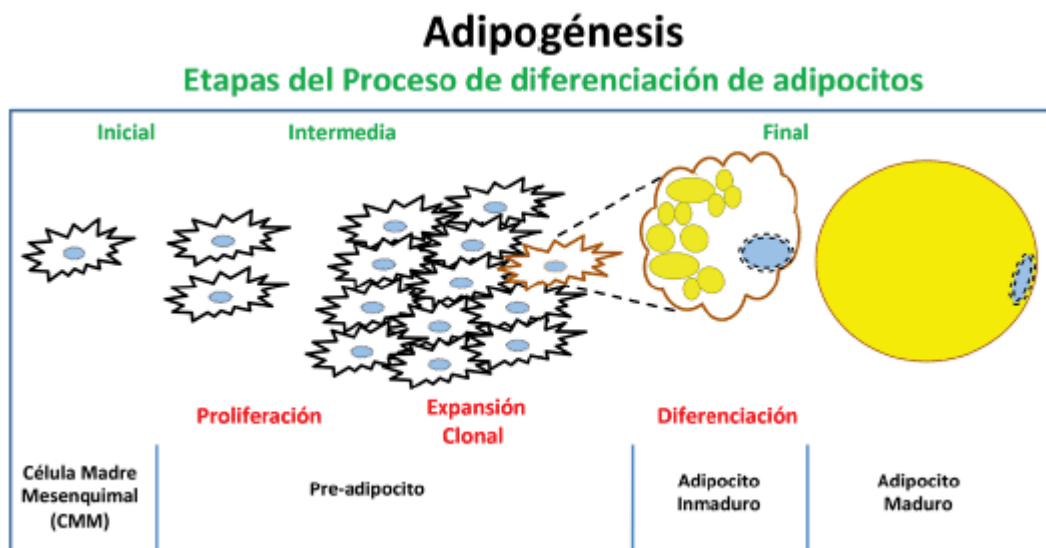 Adipogénesis
Etapas del Proceso de diferenciación de adipocitos
Inicial
Intermedia
Final
Proliferación
Expansión
Clonal
Diferenciación
Célula Madre
Mesenquimal
(CMM)
Pre-adipocito
Adipocito
Inmaduro
Adipocito
Maduro